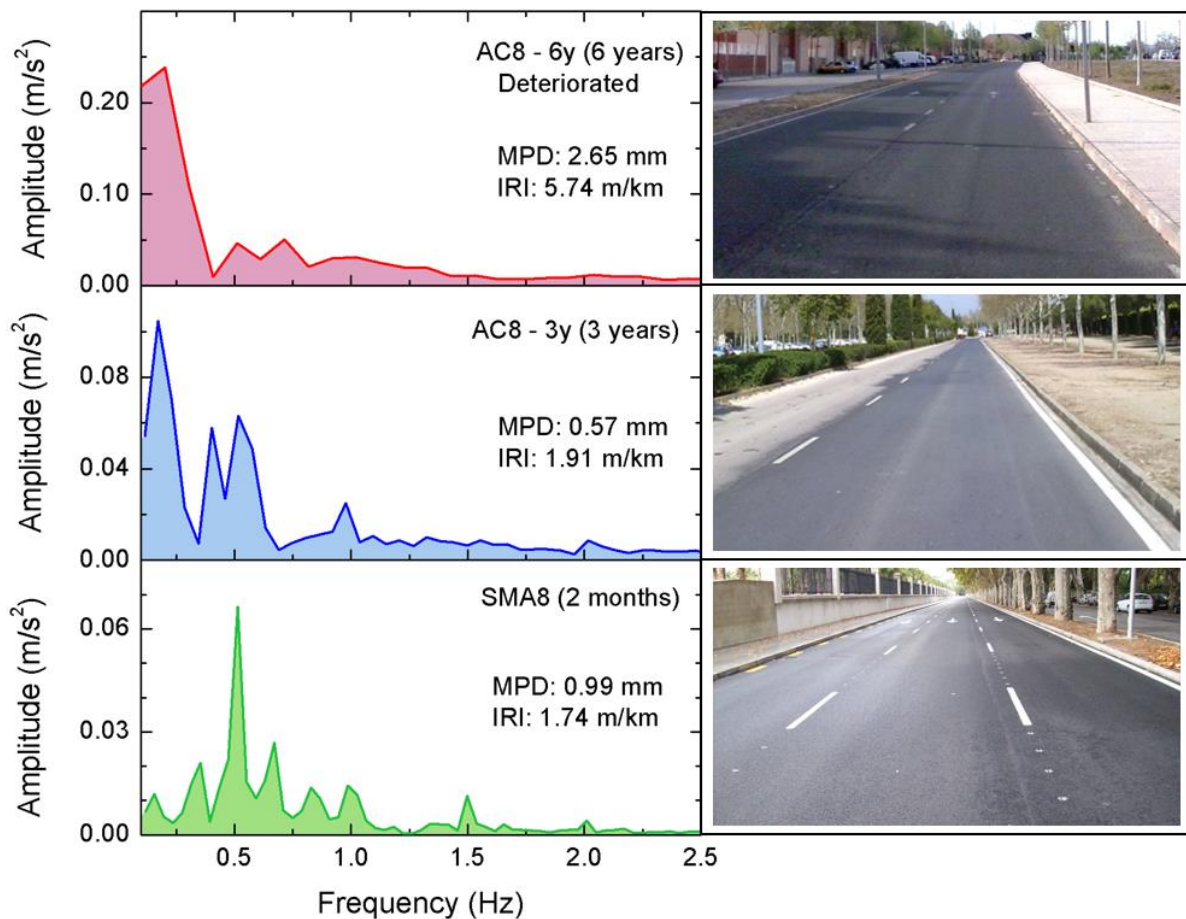 AC8 - 6y (6 years)
Deteriorated
MPD: 2.65 mm
IRI: 5.74 m/km
Amplitude (m/s²)
0.20
0.10
0.00
AC8 - 3y (3 years)
MPD: 0.57 mm
IRI: 1.91 m/km
Amplitude (m/s²)
0.08
0.04
0.00
SMA8 (2 months)
MPD: 0.99 mm
IRI: 1.74 m/km
Amplitude (m/s²)
0.06
0.03
0.00
0.5 1.0 1.5 2.0 2.5
Frequency (Hz)